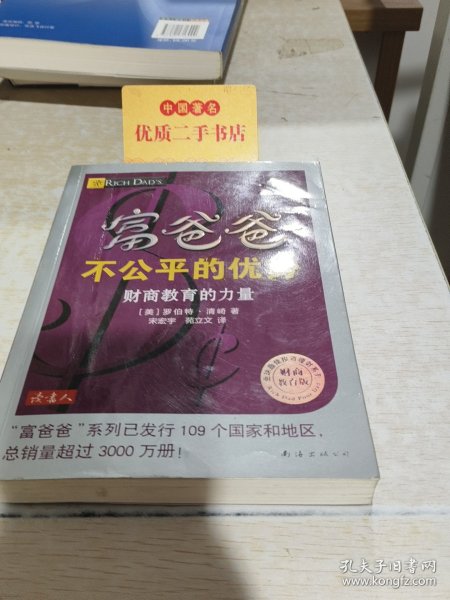 中国著名
优质二手书店
RICH DAD'S
富爸爸
不公平的优势
财商教育的力量
[美] 罗伯特·清崎 著
宋宏宇 苑立文 译
读书人
"富爸爸"系列已发行109个国家和地区，
总销量超过3000万册！
南海出版公司
孔夫子旧书网
www.kongfz.com